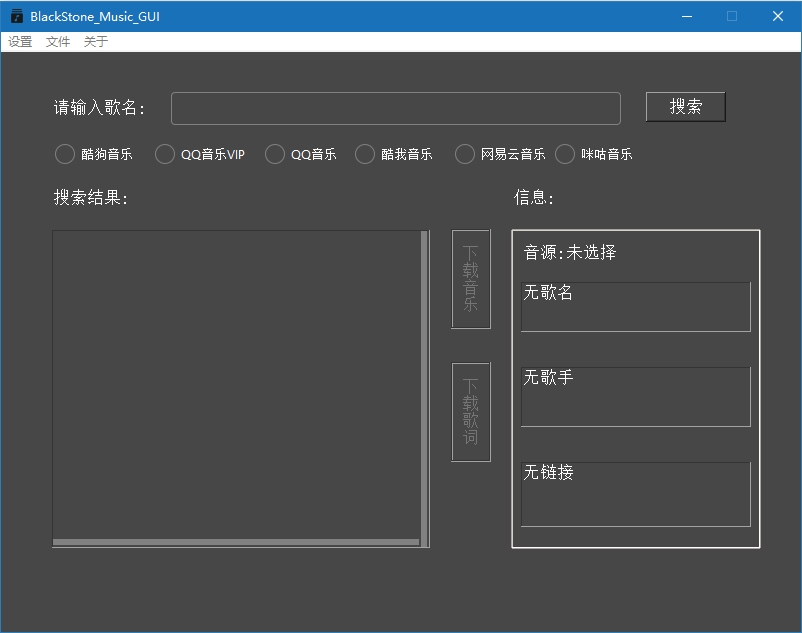 BlackStone_Music_GUI
设置 文件 关于
请输入歌名: 搜索
酷狗音乐 QQ音乐VIP QQ音乐 酷我音乐 网易云音乐 咪咕音乐
搜索结果: 信息:
下载音乐
下载歌词
音源:未选择
无歌名
无歌手
无链接